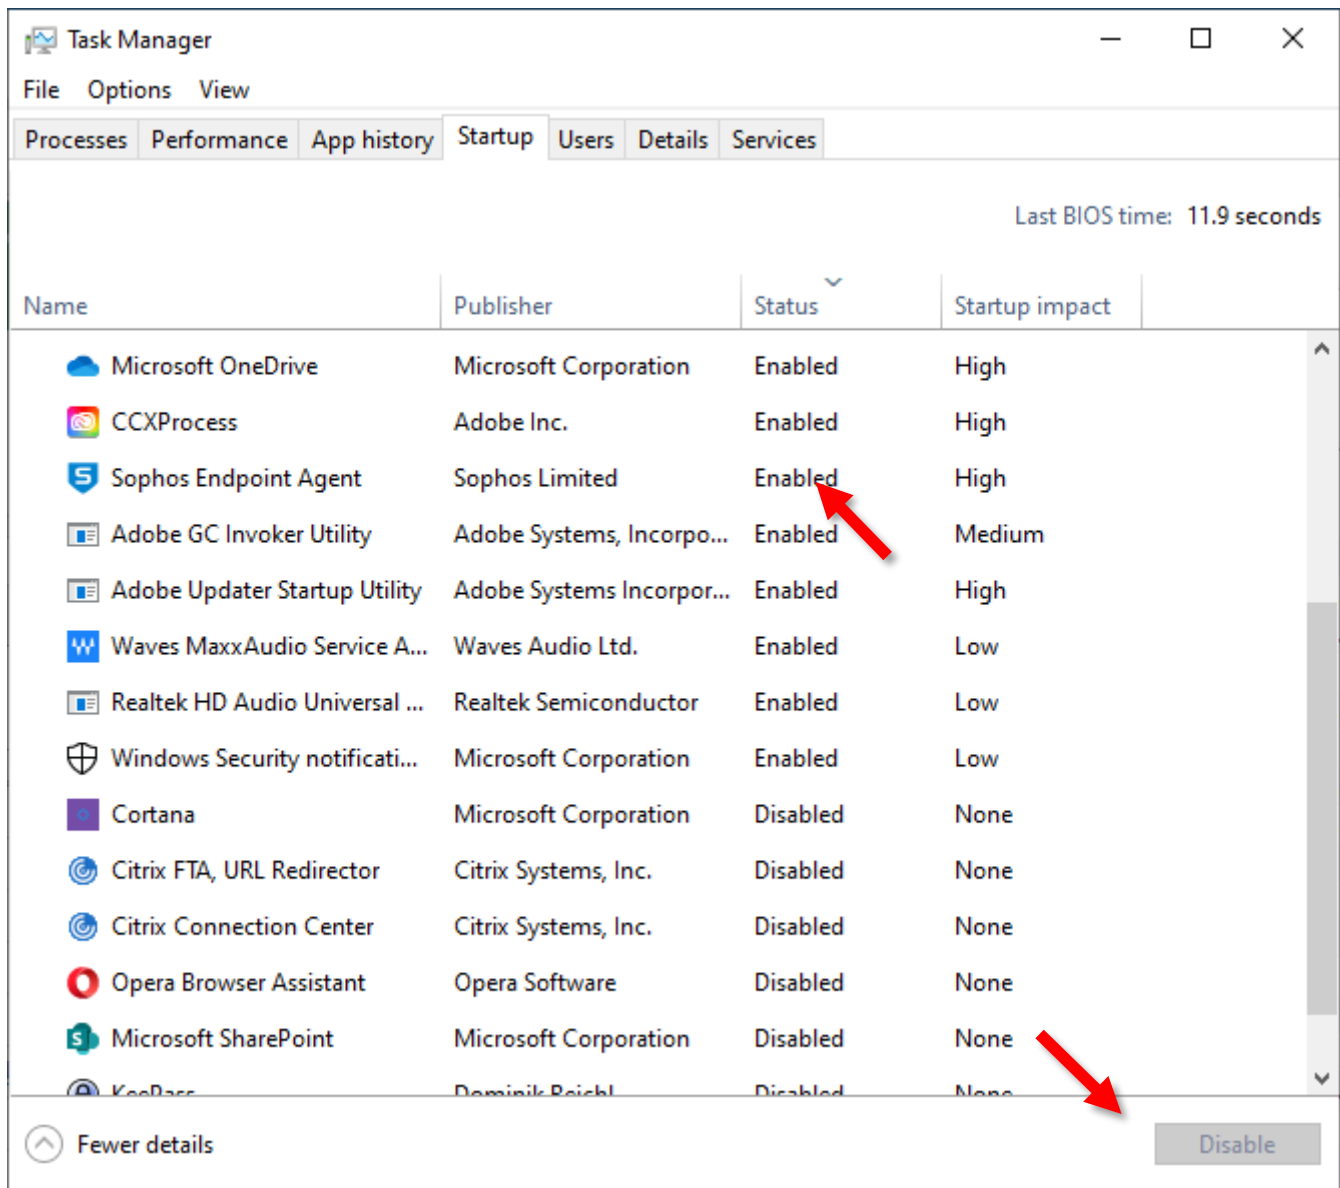 Task Manager
File Options View
Processes Performance App history Startup Users Details Services
Last BIOS time: 11.9 seconds
Name Publisher Status Startup impact
Microsoft OneDrive Microsoft Corporation Enabled High
CCXProcess Adobe Inc. Enabled High
Sophos Endpoint Agent Sophos Limited Enabled High
Adobe GC Invoker Utility Adobe Systems, Incorpo... Enabled Medium
Adobe Updater Startup Utility Adobe Systems Incorpor... Enabled High
Waves MaxxAudio Service A... Waves Audio Ltd. Enabled Low
Realtek HD Audio Universal ... Realtek Semiconductor Enabled Low
Windows Security notificati... Microsoft Corporation Enabled Low
Cortana Microsoft Corporation Disabled None
Citrix FTA, URL Redirector Citrix Systems, Inc. Disabled None
Citrix Connection Center Citrix Systems, Inc. Disabled None
Opera Browser Assistant Opera Software Disabled None
Microsoft SharePoint Microsoft Corporation Disabled None
KeePass Dominik Reichl Disabled None
Fewer details Disable